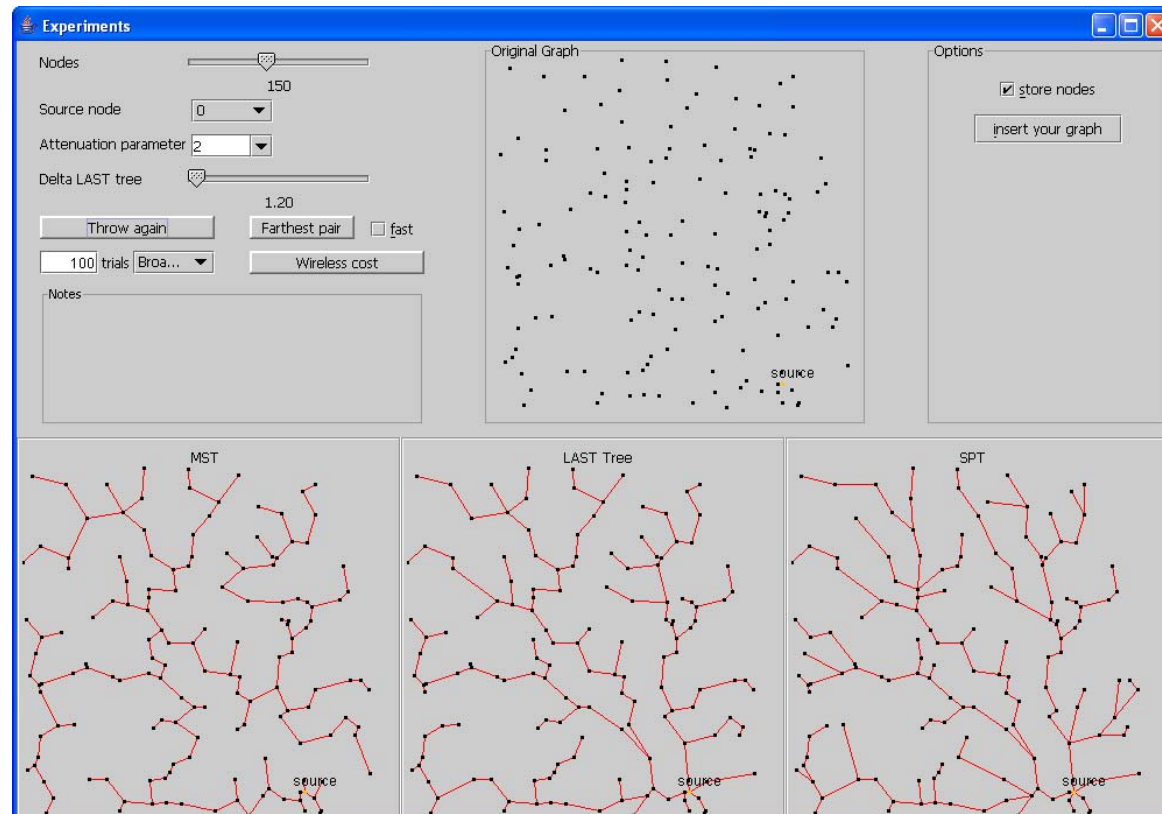 Experiments
Nodes
150
Source node 0
Attenuation parameter 2
Delta LAST tree
1.20
Throw again Farthest pair fast
100 trials Broa... Wireless cost
Notes
Original Graph
source
Options
store nodes
insert your graph
MST
source
LAST Tree
source
SPT
source